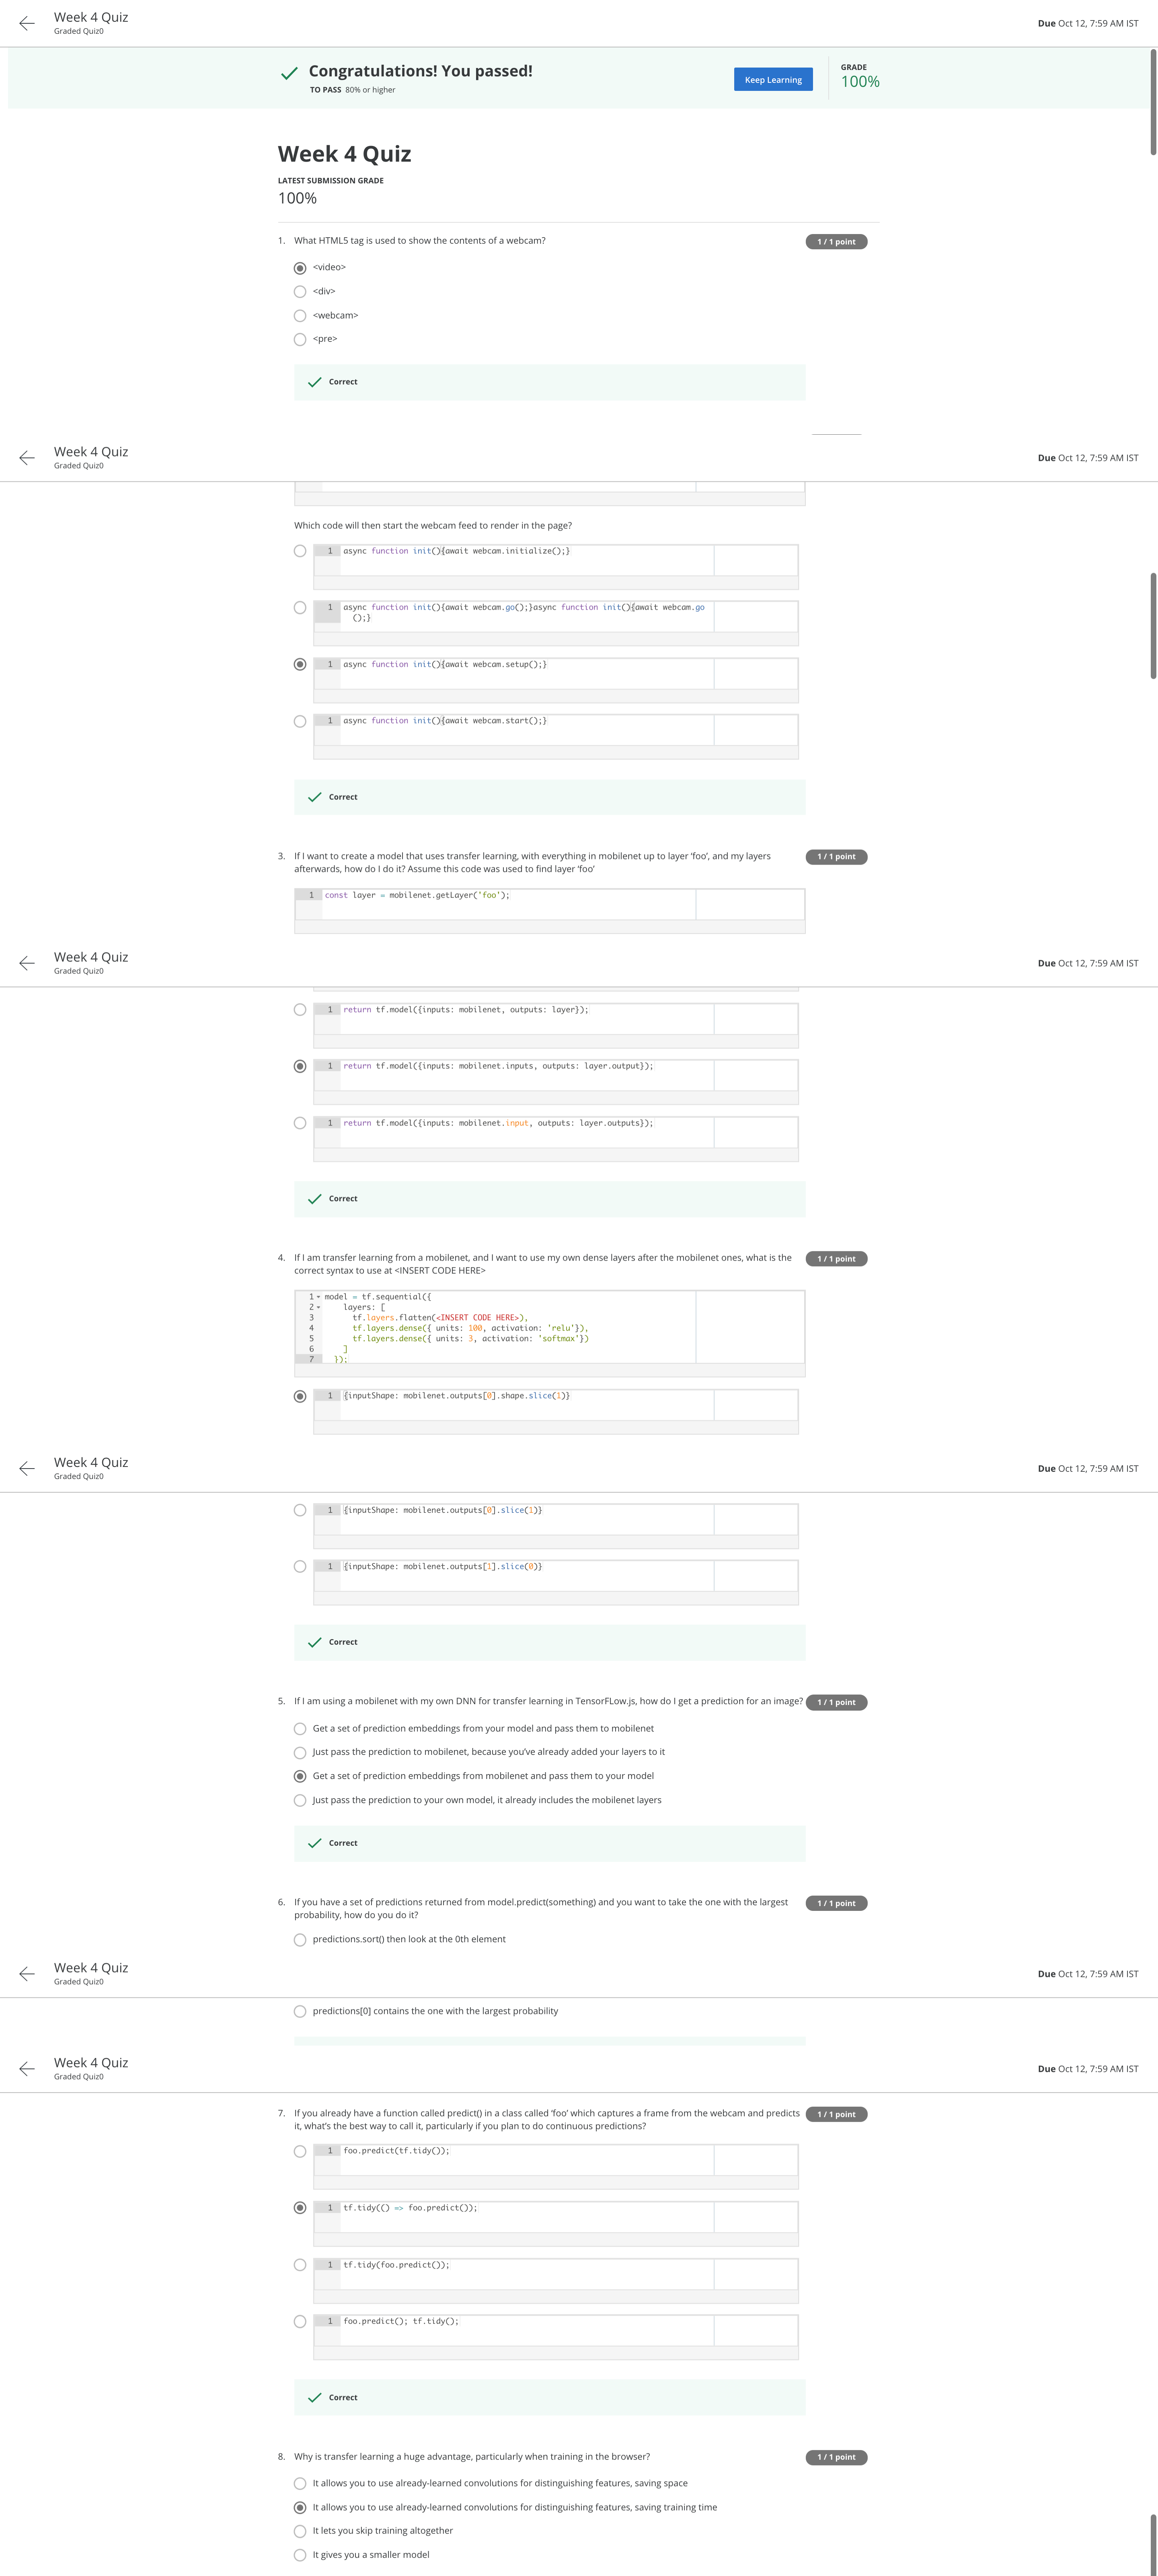 Week 4 Quiz
Graded Quiz0
Due Oct 12, 7:59 AM IST
Congratulations! You passed!
TO PASS 80% or higher
Keep Learning
GRADE
100%
Week 4 Quiz
LATEST SUBMISSION GRADE
100%
1. What HTML5 tag is used to show the contents of a webcam?
1 / 1 point
<video>
<div>
<webcam>
<pre>
Correct
Week 4 Quiz
Graded Quiz0
Due Oct 12, 7:59 AM IST
Which code will then start the webcam feed to render in the page?
1 async function init(){await webcam.initialize();}
1 async function init(){await webcam.go();}async function init(){await webcam.go
();}
1 async function init(){await webcam.setup();}
1 async function init(){await webcam.start();}
Correct
3. If I want to create a model that uses transfer learning, with everything in mobilenet up to layer ‘foo’, and my layers
afterwards, how do I do it? Assume this code was used to find layer ‘foo’
1 / 1 point
1 const layer = mobilenet.getLayer('foo');
Week 4 Quiz
Graded Quiz0
Due Oct 12, 7:59 AM IST
1 return tf.model({inputs: mobilenet, outputs: layer});
1 return tf.model({inputs: mobilenet.inputs, outputs: layer.output});
1 return tf.model({inputs: mobilenet.input, outputs: layer.outputs});
Correct
4. If I am transfer learning from a mobilenet, and I want to use my own dense layers after the mobilenet ones, what is the
correct syntax to use at <INSERT CODE HERE>
1 / 1 point
1 model = tf.sequential({
2 layers: [
3 tf.layers.flatten(<INSERT CODE HERE>),
4 tf.layers.dense({ units: 100, activation: 'relu'}),
5 tf.layers.dense({ units: 3, activation: 'softmax'})
6 ]
7 });
1 {inputShape: mobilenet.outputs[0].shape.slice(1)}
Week 4 Quiz
Graded Quiz0
Due Oct 12, 7:59 AM IST
1 {inputShape: mobilenet.outputs[0].slice(1)}
1 {inputShape: mobilenet.outputs[1].slice(0)}
Correct
5. If I am using a mobilenet with my own DNN for transfer learning in TensorFLow.js, how do I get a prediction for an image?
1 / 1 point
Get a set of prediction embeddings from your model and pass them to mobilenet
Just pass the prediction to mobilenet, because you’ve already added your layers to it
Get a set of prediction embeddings from mobilenet and pass them to your model
Just pass the prediction to your own model, it already includes the mobilenet layers
Correct
6. If you have a set of predictions returned from model.predict(something) and you want to take the one with the largest
probability, how do you do it?
1 / 1 point
predictions.sort() then look at the 0th element
Week 4 Quiz
Graded Quiz0
Due Oct 12, 7:59 AM IST
predictions[0] contains the one with the largest probability
Week 4 Quiz
Graded Quiz0
Due Oct 12, 7:59 AM IST
7. If you already have a function called predict() in a class called ‘foo’ which captures a frame from the webcam and predicts
it, what’s the best way to call it, particularly if you plan to do continuous predictions?
1 / 1 point
1 foo.predict(tf.tidy());
1 tf.tidy(() => foo.predict());
1 tf.tidy(foo.predict());
1 foo.predict(); tf.tidy();
Correct
8. Why is transfer learning a huge advantage, particularly when training in the browser?
1 / 1 point
It allows you to use already-learned convolutions for distinguishing features, saving space
It allows you to use already-learned convolutions for distinguishing features, saving training time
It lets you skip training altogether
It gives you a smaller model